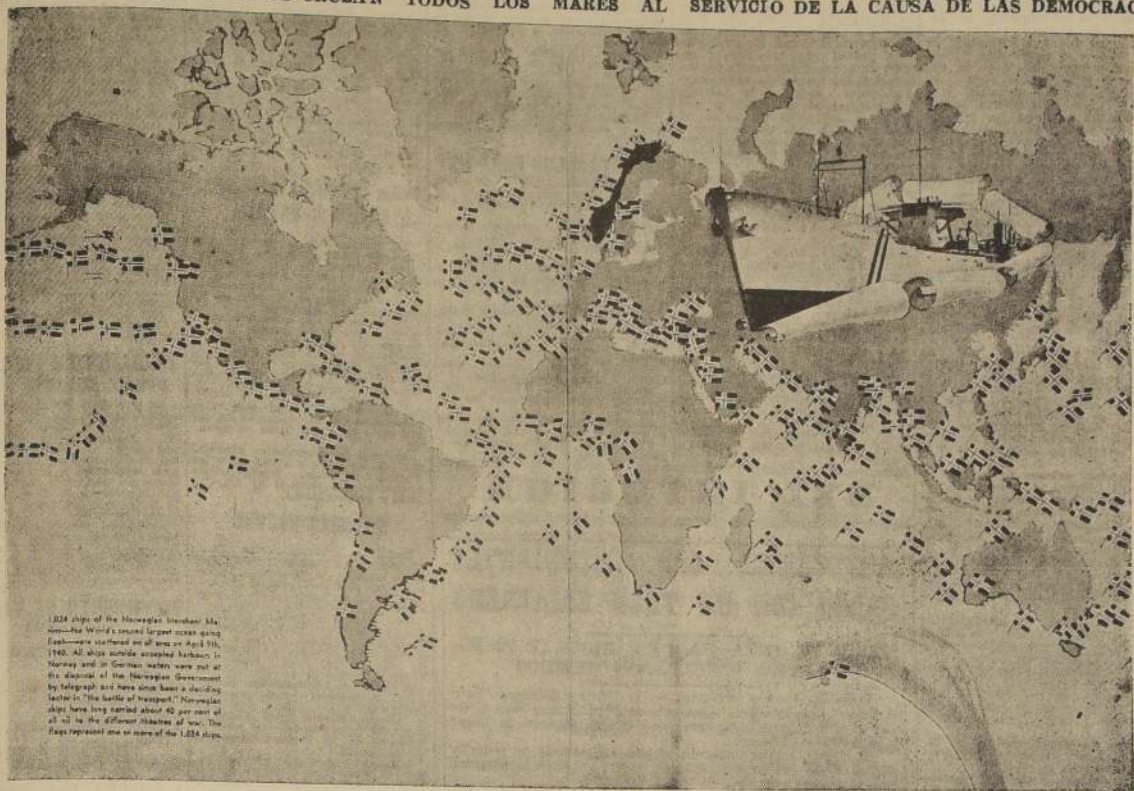 CRUZAN TODOS LOS MARES AL SERVICIO DE LA CAUSA DE LAS DEMOCRAC
1,024 ships of the Norwegian Merchant Ma-
rine—the World's second largest ocean going
fleet—were scattered on all seas on April 9th,
1940. All ships outside occupied harbours in
Norway and in German waters were put at
the disposal of the Norwegian Government
by telegraph and have since been a deciding
factor in "the battle of transport." Norwegian
ships have long carried about 40 per cent of
all oil to the different theatres of war. The
flags represent one or more of the 1,024 ships.